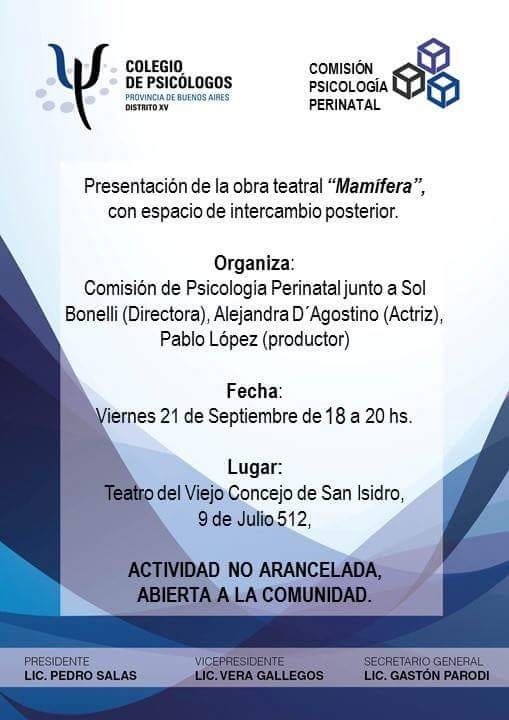 COLEGIO
DE PSICÓLOGOS
PROVINCIA DE BUENOS AIRES
DISTRITO XV
COMISIÓN
PSICOLOGÍA
PERINATAL
Presentación de la obra teatral “Mamífera”,
con espacio de intercambio posterior.
Organiza:
Comisión de Psicología Perinatal junto a Sol
Bonelli (Directora), Alejandra D´Agostino (Actriz),
Pablo López (productor)
Fecha:
Viernes 21 de Septiembre de 18 a 20 hs.
Lugar:
Teatro del Viejo Concejo de San Isidro,
9 de Julio 512,
ACTIVIDAD NO ARANCELADA,
ABIERTA A LA COMUNIDAD.
PRESIDENTE
LIC. PEDRO SALAS
VICEPRESIDENTE
LIC. VERA GALLEGOS
SECRETARIO GENERAL
LIC. GASTÓN PARODI